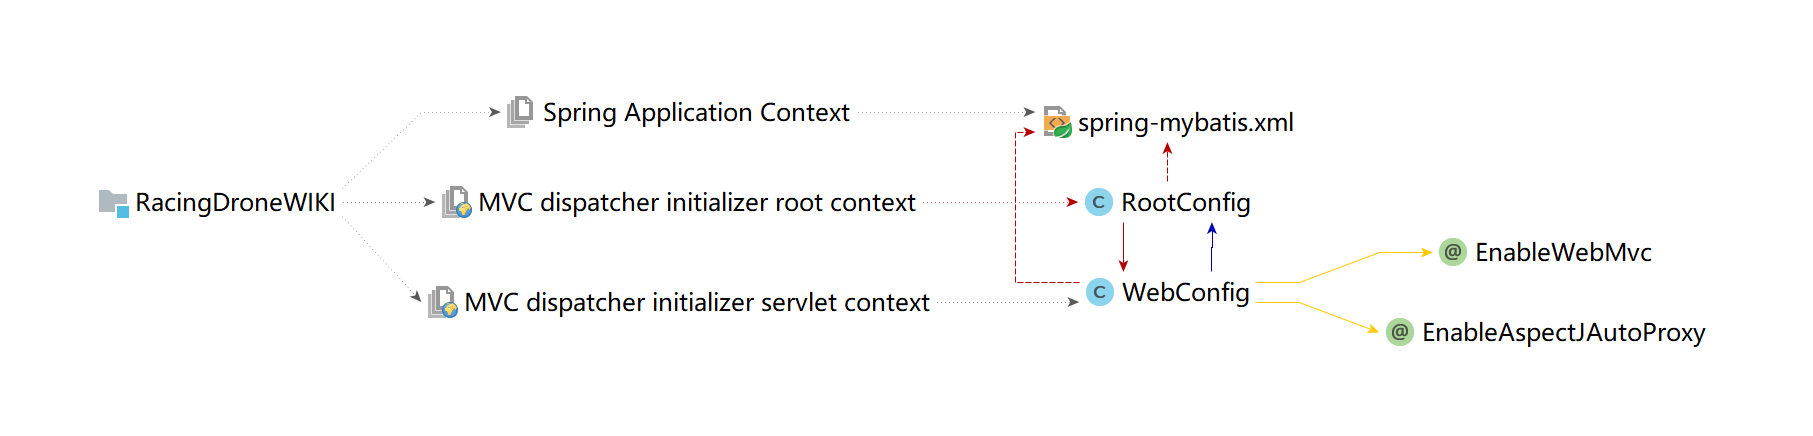 Spring Application Context
spring-mybatis.xml
RacingDroneWIKI
MVC dispatcher initializer root context
C RootConfig
@ EnableWebMvc
MVC dispatcher initializer servlet context
C WebConfig
@ EnableAspectJAutoProxy